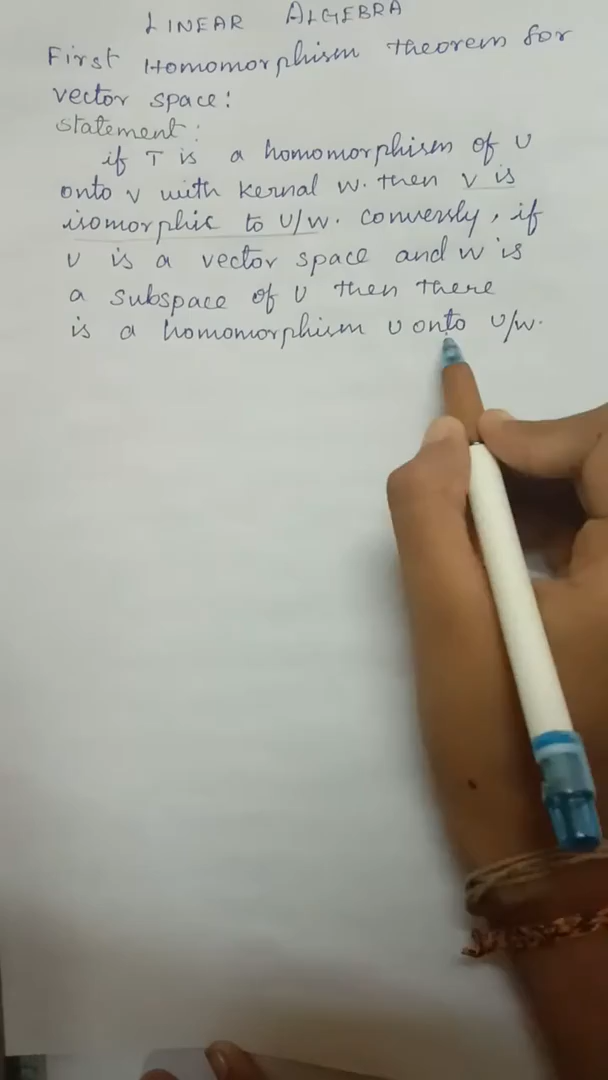 LINEAR ALGEBRA
First Homomorphism theorem for
vector space:
statement:
if T is a homomorphism of U
onto V with kernal W. then V is
isomorphic to U/W. conversly, if
U is a vector space and W is
a subspace of U then there
is a homomorphism U onto U/W.